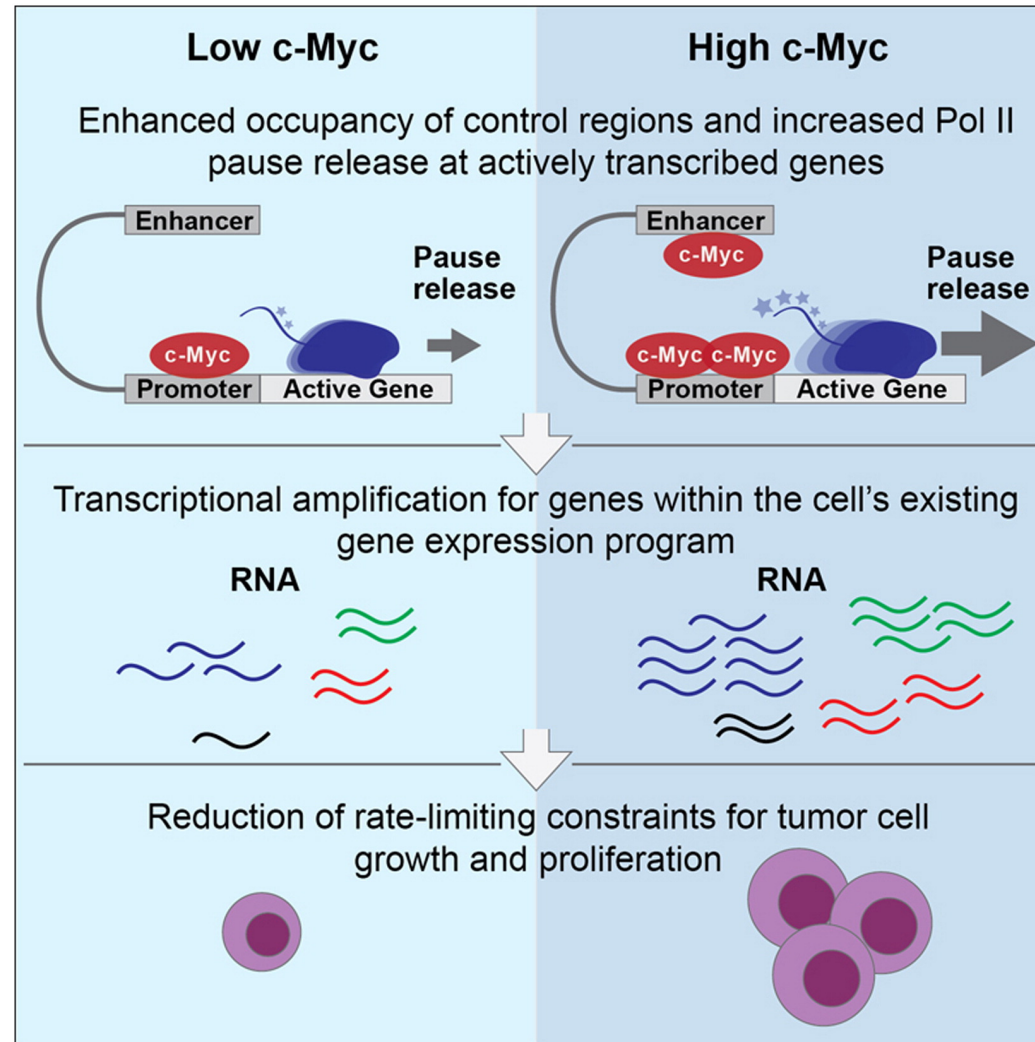 Low c-Myc
High c-Myc
Enhanced occupancy of control regions and increased Pol II
pause release at actively transcribed genes
Enhancer
Pause
release
c-Myc
Promoter
Active Gene
Enhancer
c-Myc
Pause
release
c-Myc
c-Myc
Promoter
Active Gene
Transcriptional amplification for genes within the cell’s existing
gene expression program
RNA
RNA
Reduction of rate-limiting constraints for tumor cell
growth and proliferation